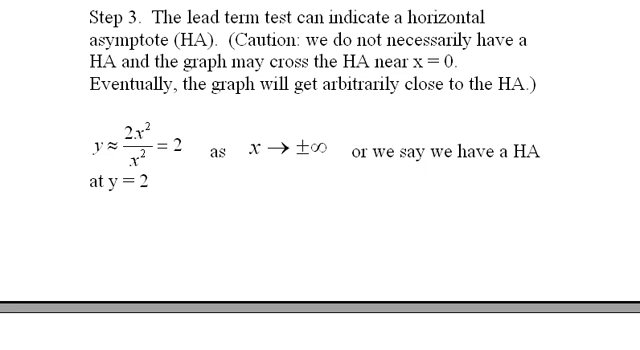 Step 3.  The lead term test can indicate a horizontal
asymptote (HA).  (Caution: we do not necessarily have a
HA and the graph may cross the HA near x = 0.
Eventually, the graph will get arbitrarily close to the HA.)
y ≈ 2x²/x² = 2   as   x → ±∞   or we say we have a HA
at y = 2